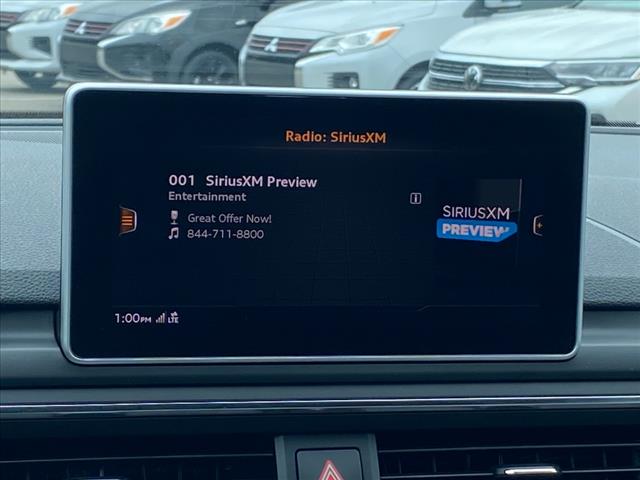 Radio: SiriusXM
001 SiriusXM Preview
Entertainment
Great Offer Now!
844-711-8800
SIRIUSXM
PREVIEW
1:00PM LTE